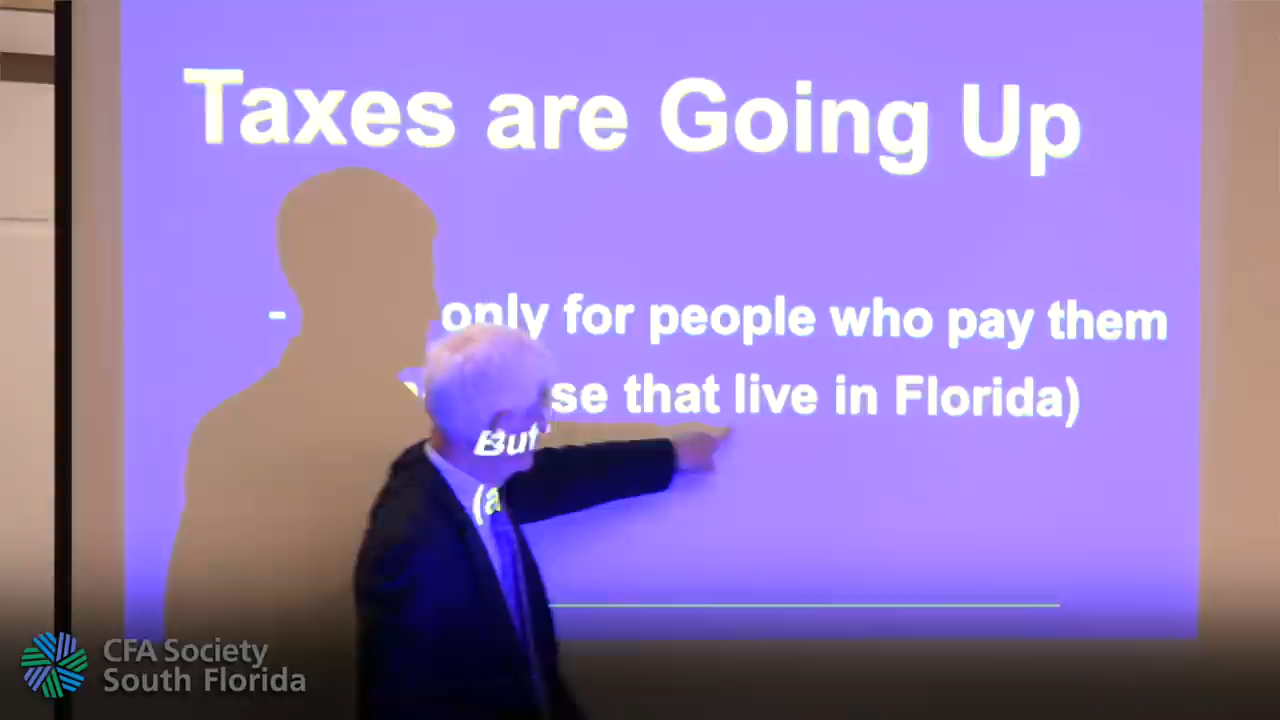 Taxes are Going Up
- only for people who pay them
se that live in Florida)
But
(a
CFA Society
South Florida